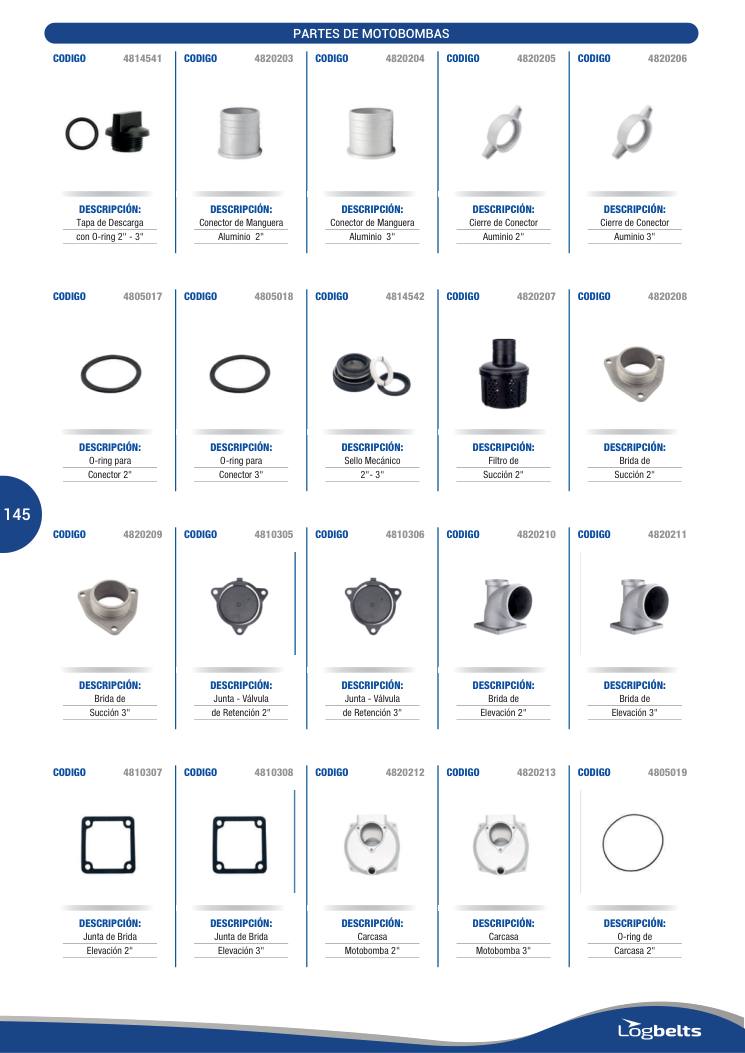 PARTES DE MOTOBOMBAS
CODIGO 4814541
DESCRIPCIÓN:
Tapa de Descarga
con O-ring 2" - 3"
CODIGO 4820203
DESCRIPCIÓN:
Conector de Manguera
Aluminio 2"
CODIGO 4820204
DESCRIPCIÓN:
Conector de Manguera
Aluminio 3"
CODIGO 4820205
DESCRIPCIÓN:
Cierre de Conector
Auminio 2"
CODIGO 4820206
DESCRIPCIÓN:
Cierre de Conector
Auminio 3"
CODIGO 4805017
DESCRIPCIÓN:
O-ring para
Conector 2"
CODIGO 4805018
DESCRIPCIÓN:
O-ring para
Conector 3"
CODIGO 4814542
DESCRIPCIÓN:
Sello Mecánico
2"- 3"
CODIGO 4820207
DESCRIPCIÓN:
Filtro de
Succión 2"
CODIGO 4820208
DESCRIPCIÓN:
Brida de
Succión 2"
145
CODIGO 4820209
DESCRIPCIÓN:
Brida de
Succión 3"
CODIGO 4810305
DESCRIPCIÓN:
Junta - Válvula
de Retención 2"
CODIGO 4810306
DESCRIPCIÓN:
Junta - Válvula
de Retención 3"
CODIGO 4820210
DESCRIPCIÓN:
Brida de
Elevación 2"
CODIGO 4820211
DESCRIPCIÓN:
Brida de
Elevación 3"
CODIGO 4810307
DESCRIPCIÓN:
Junta de Brida
Elevación 2"
CODIGO 4810308
DESCRIPCIÓN:
Junta de Brida
Elevación 3"
CODIGO 4820212
DESCRIPCIÓN:
Carcasa
Motobomba 2"
CODIGO 4820213
DESCRIPCIÓN:
Carcasa
Motobomba 3"
CODIGO 4805019
DESCRIPCIÓN:
O-ring de
Carcasa 2"
Logbelts